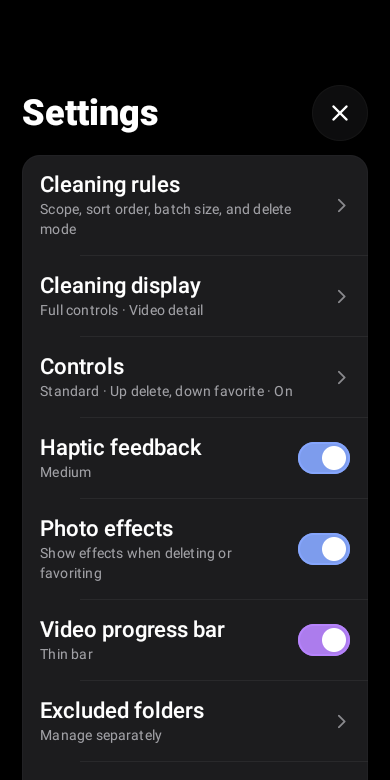 Settings
Cleaning rules
Scope, sort order, batch size, and delete
mode
Cleaning display
Full controls · Video detail
Controls
Standard · Up delete, down favorite · On
Haptic feedback
Medium
Photo effects
Show effects when deleting or
favoriting
Video progress bar
Thin bar
Excluded folders
Manage separately